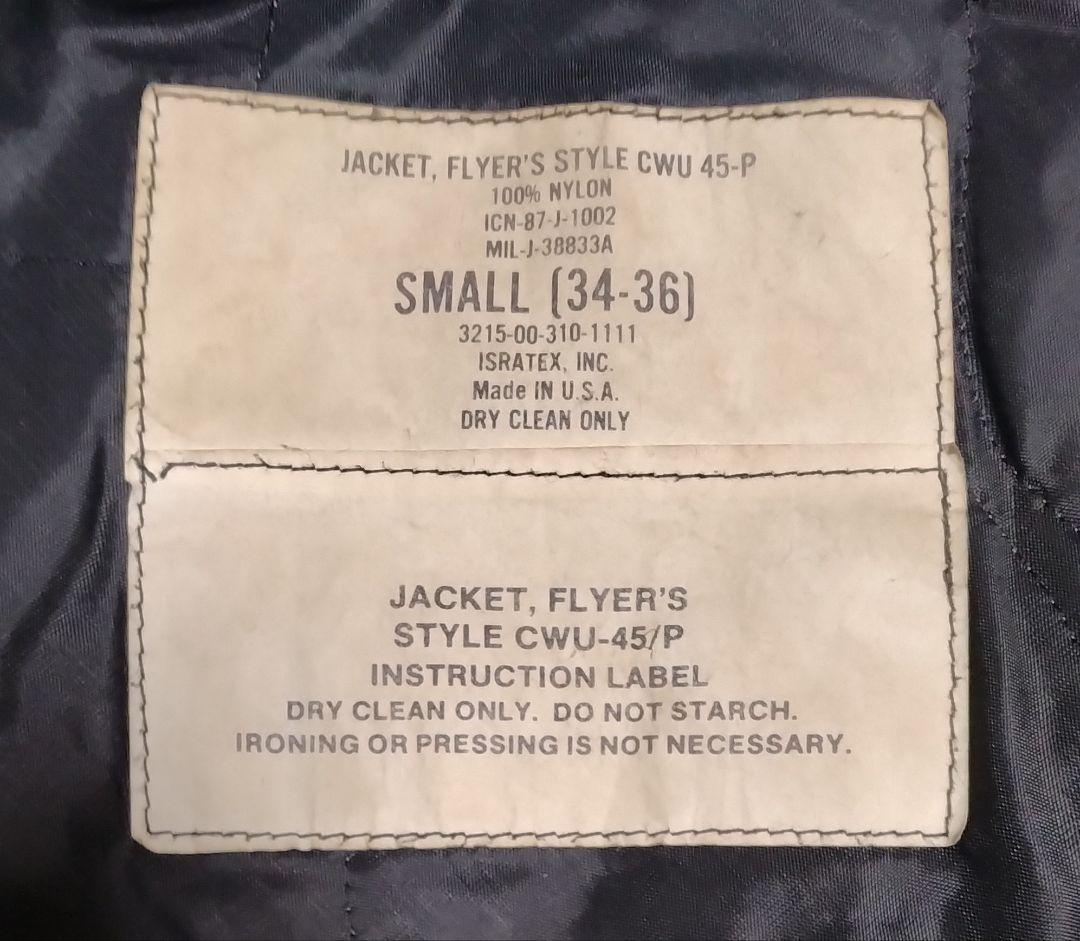 JACKET, FLYER'S STYLE CWU 45-P
100% NYLON
ICN-87-J-1002
MIL-J-38833A
SMALL (34-36)
3215-00-310-1111
ISRATEX, INC.
Made IN U.S.A.
DRY CLEAN ONLY
JACKET, FLYER'S
STYLE CWU-45/P
INSTRUCTION LABEL
DRY CLEAN ONLY. DO NOT STARCH.
IRONING OR PRESSING IS NOT NECESSARY.